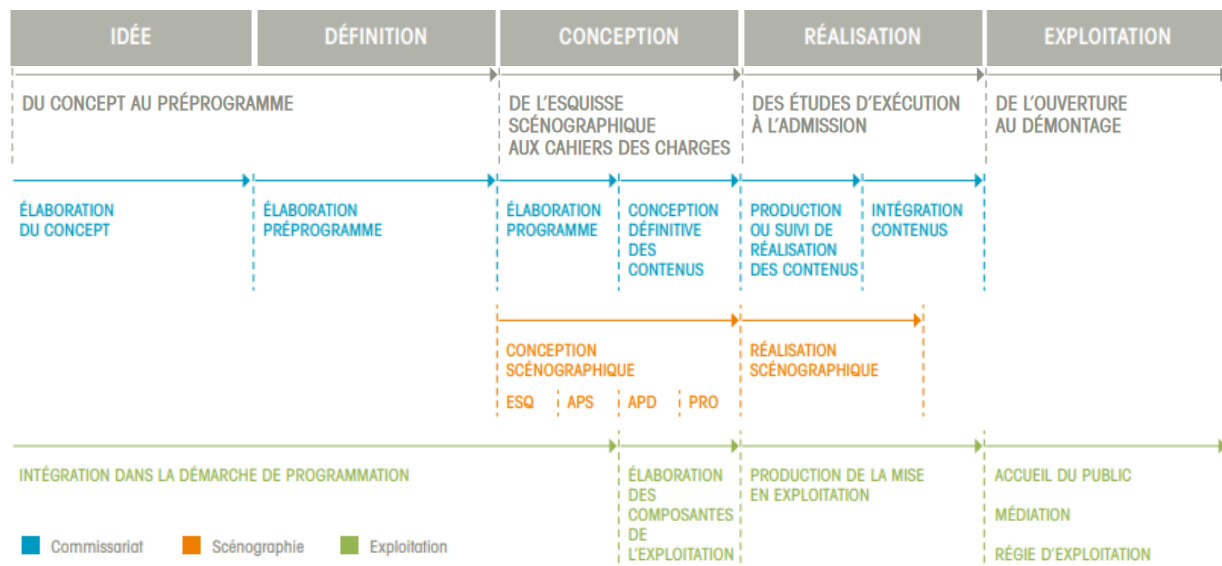 IDÉE
DÉFINITION
CONCEPTION
RÉALISATION
EXPLOITATION
DU CONCEPT AU PRÉPROGRAMME
DE L'ESQUISSE
SCÉNOGRAPHIQUE
AUX CAHIERS DES CHARGES
DES ÉTUDES D'EXÉCUTION
À L'ADMISSION
DE L'OUVERTURE
AU DÉMONTAGE
ÉLABORATION
DU CONCEPT
ÉLABORATION
PRÉPROGRAMME
ÉLABORATION
PROGRAMME
CONCEPTION
DÉFINITIVE
DES
CONTENUS
PRODUCTION
OU SUIVI DE
RÉALISATION
DES CONTENUS
INTÉGRATION
CONTENUS
CONCEPTION
SCÉNOGRAPHIQUE
RÉALISATION
SCÉNOGRAPHIQUE
ESQ
APS
APD
PRO
INTÉGRATION DANS LA DÉMARCHE DE PROGRAMMATION
ÉLABORATION
DES
COMPOSANTES
DE
L'EXPLOITATION
PRODUCTION DE LA MISE
EN EXPLOITATION
ACCUEIL DU PUBLIC
MÉDIATION
RÉGIE D'EXPLOITATION
Commissariat
Scénographie
Exploitation